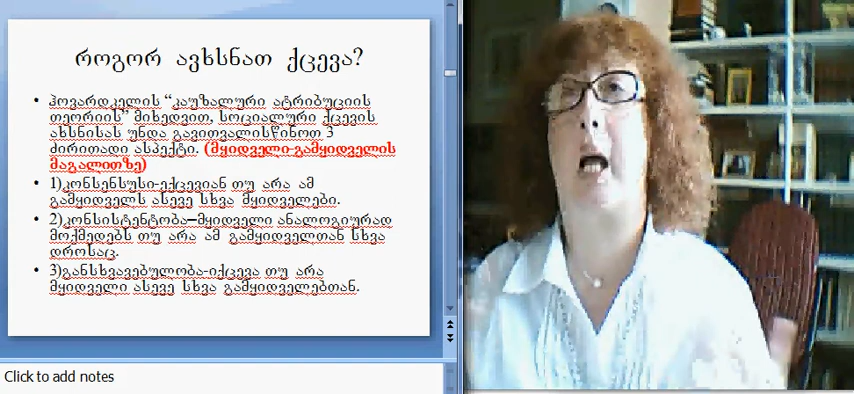 როგორ ავხსნათ ქცევა?
• ჰოვარდკელის “კაუზალური ატრიბუციის
თეორიის” მიხედვით, სოციალური ქცევის
ახსნისას უნდა გავითვალისწინოთ 3
ძირითადი ასპექტი. (მყიდველი-გამყიდველის
მაგალითზე)
• 1)კონსენსუსი-ექცევიან თუ არა ამ
გამყიდველს ასევე სხვა მყიდველები.
• 2)კონსისტენტობა–მყიდველი ანალოგიურად
მოქმედებს თუ არა ამ გამყიდველთან სხვა
დროსაც.
• 3)განსხვავებულობა-იქცევა თუ არა
მყიდველი ასევე სხვა გამყიდველებთან.
Click to add notes